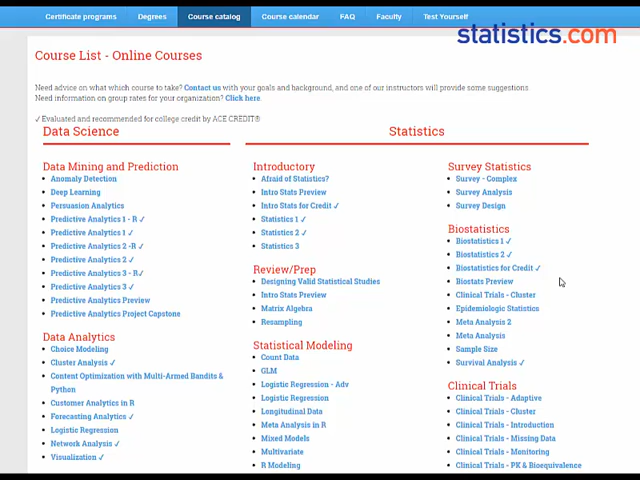 Certificate programs Degrees Course catalog Course calendar FAQ Faculty Test Yourself
statistics.com
Course List - Online Courses
Need advice on what which course to take? Contact us with your goals and background, and one of our instructors will provide some suggestions
Need information on group rates for your organization? Click here
✓ Evaluated and recommended for college credit by ACE CREDIT®
Data Science
Data Mining and Prediction
Anomaly Detection
Deep Learning
Persuasion Analytics
Predictive Analytics 1 - R ✓
Predictive Analytics 1 ✓
Predictive Analytics 2 -R ✓
Predictive Analytics 2 ✓
Predictive Analytics 3 - R✓
Predictive Analytics 3 ✓
Predictive Analytics Preview
Predictive Analytics Project Capstone
Data Analytics
Choice Modeling
Cluster Analysis ✓
Content Optimization with Multi-Armed Bandits &
Python
Customer Analytics in R
Forecasting Analytics ✓
Logistic Regression
Network Analysis ✓
Visualization ✓
Statistics
Introductory
Afraid of Statistics?
Intro Stats Preview
Intro Stats for Credit ✓
Statistics 1 ✓
Statistics 2 ✓
Statistics 3
Review/Prep
Designing Valid Statistical Studies
Intro Stats Preview
Matrix Algebra
Resampling
Statistical Modeling
Count Data
GLM
Logistic Regression - Adv
Logistic Regression
Longitudinal Data
Meta Analysis in R
Mixed Models
Multivariate
R Modeling
Survey Statistics
Survey - Complex
Survey Analysis
Survey Design
Biostatistics
Biostatistics 1 ✓
Biostatistics 2 ✓
Biostatistics for Credit ✓
Biostats Preview
Clinical Trials - Cluster
Epidemiologic Statistics
Meta Analysis 2
Meta Analysis
Sample Size
Survival Analysis ✓
Clinical Trials
Clinical Trials - Adaptive
Clinical Trials - Cluster
Clinical Trials - Introduction
Clinical Trials - Missing Data
Clinical Trials - Monitoring
Clinical Trials - PK & Bioequivalence